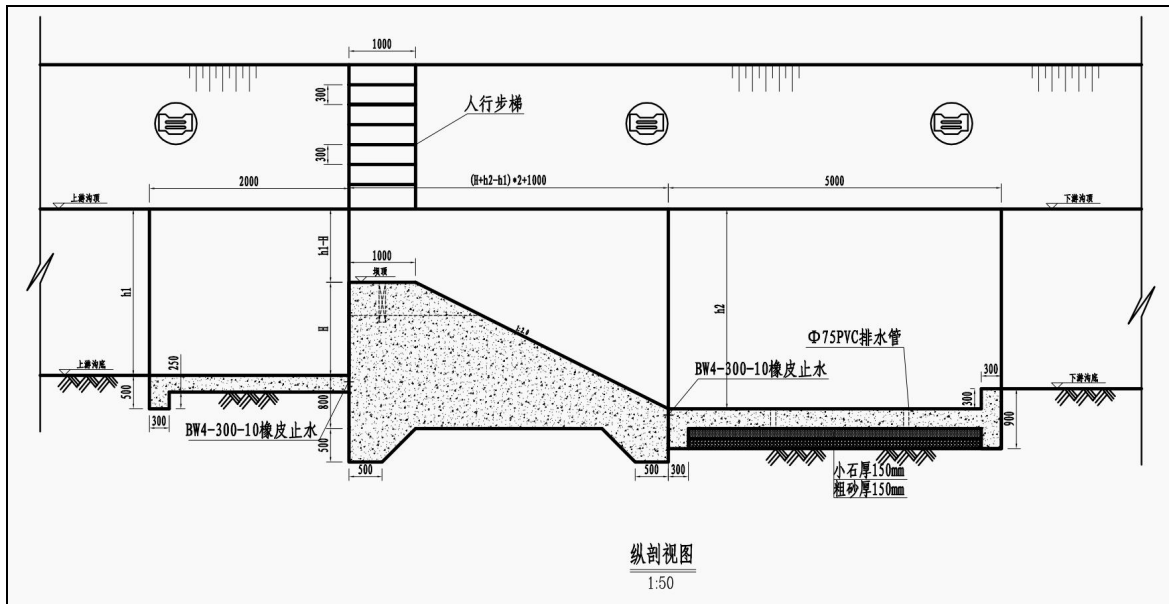 1000
300
人行步梯
300
2000
(H+h2-h1)*2+1000
5000
上游沟顶
下游沟顶
h1-H
1000
坝顶
h1
H
h2
Φ75PVC排水管
BW4-300-10橡皮止水
上游沟底
250
300
下游沟底
500
800
300
900
300
BW4-300-10橡皮止水
500
500
500
300
小石厚150mm
粗砂厚150mm
纵剖视图
1:50